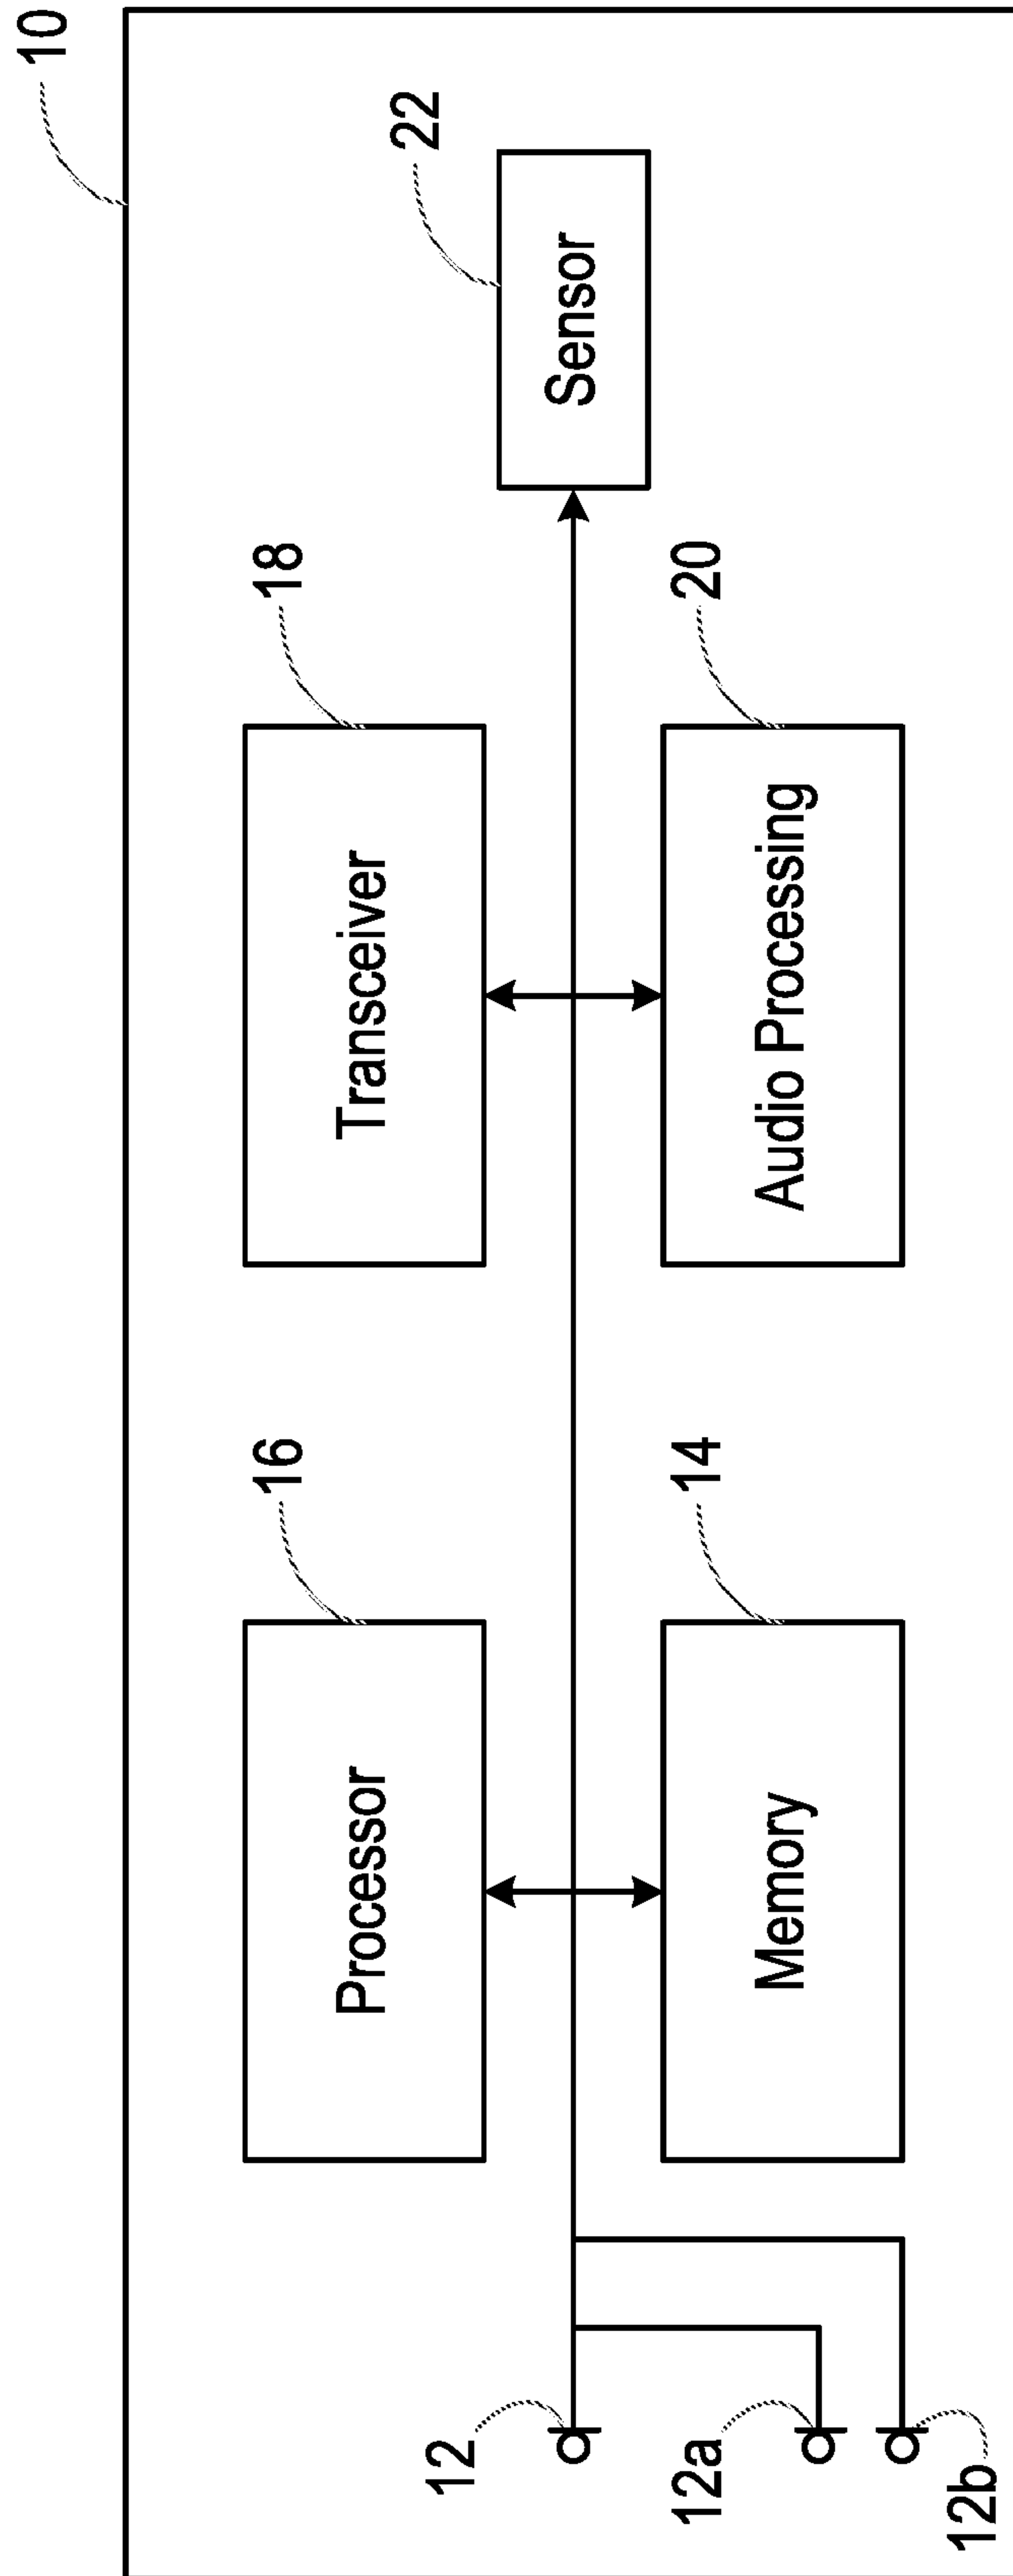 10
22
Sensor
18
Transceiver
20
Audio Processing
16
Processor
14
Memory
12
12a
12b